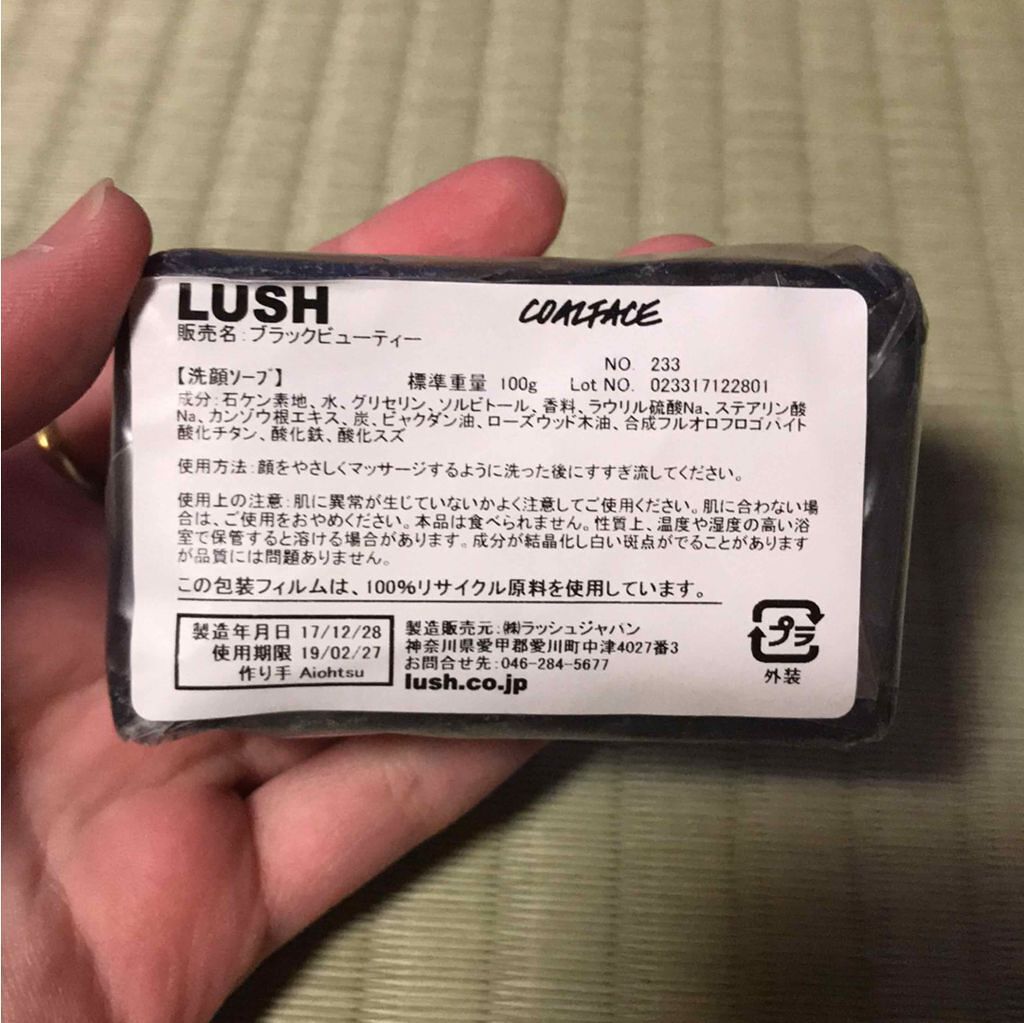 LUSH
COALFACE
販売名:ブラックビューティー
NO. 233
【洗顔ソープ】 標準重量 100g Lot NO. 023317122801
成分:石ケン素地、水、グリセリン、ソルビトール、香料、ラウリル硫酸Na、ステアリン酸
Na、カンゾウ根エキス、炭、ビャクダン油、ローズウッド木油、合成フルオロフロゴパイト
酸化チタン、酸化鉄、酸化スズ
使用方法:顔をやさしくマッサージするように洗った後にすすぎ流してください。
使用上の注意:肌に異常が生じていないかよく注意してご使用ください。肌に合わない場
合は、ご使用をおやめください。本品は食べられません。性質上、温度や湿度の高い浴
室で保管すると溶ける場合があります。成分が結晶化し白い斑点がでることがあります
が品質には問題ありません。
この包装フィルムは、100%リサイクル原料を使用しています。
製造年月日 17/12/28
使用期限 19/02/27
作り手 Aiohtsu
製造販売元:㈱ラッシュジャパン
神奈川県愛甲郡愛川町中津4027番3
お問合せ先:046-284-5677
lush.co.jp
プラ
外装